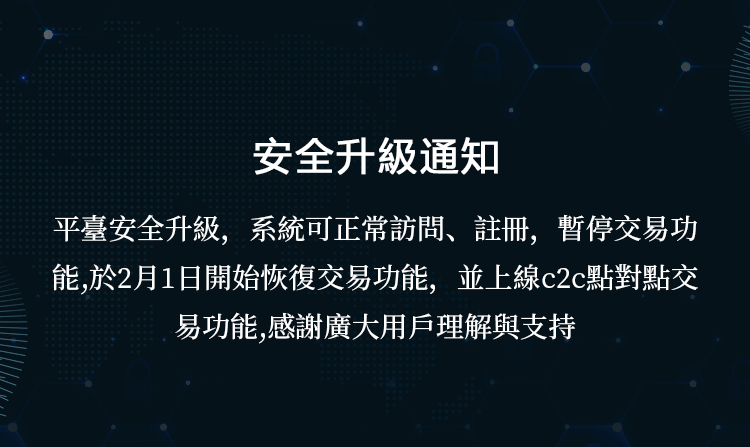 安全升級通知
平臺安全升級，系統可正常訪問、註冊，暫停交易功
能,於2月1日開始恢復交易功能，並上線c2c點對點交
易功能,感謝廣大用戶理解與支持